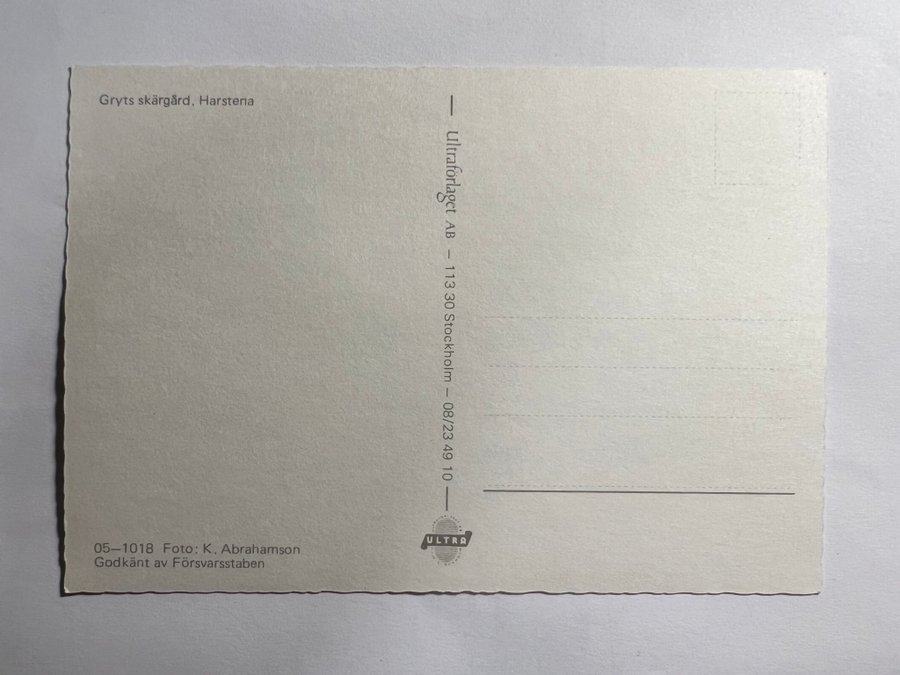 Gryts skärgård, Harstena
Ultraförlaget AB – 113 30 Stockholm – 08/23 49 10
ULTRA
05–1018 Foto: K. Abrahamson
Godkänt av Försvarsstaben